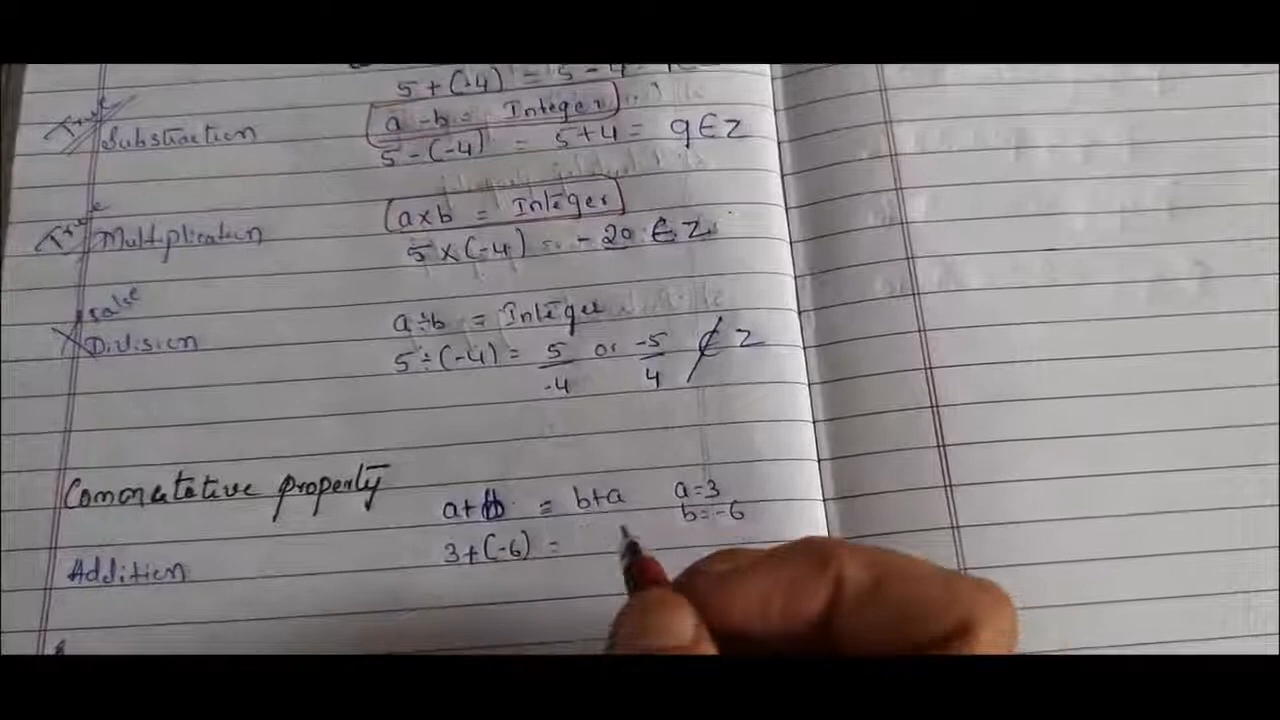 5+(-4) = 5-4 =
True
a - b = Integer
Substraction 5-(-4) = 5+4 = 9 ∈ Z
True
a×b = Integer
Multiplication 5×(-4) = -20 ∈ Z
False
a÷b = Integer
Division 5÷(-4) = 5/-4 or -5/4 ∉ Z
Commutative property
a+b = b+a a=3
b=-6
Addition 3+(-6) =